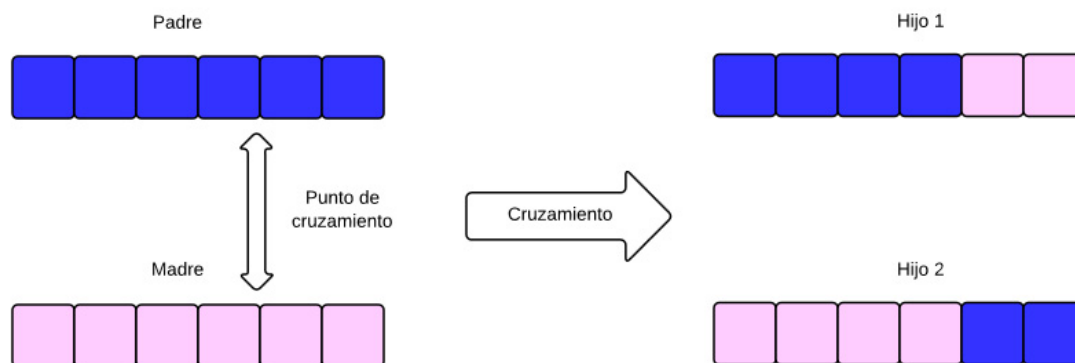 Padre
Hijo 1
Punto de
cruzamiento
Cruzamiento
Madre
Hijo 2